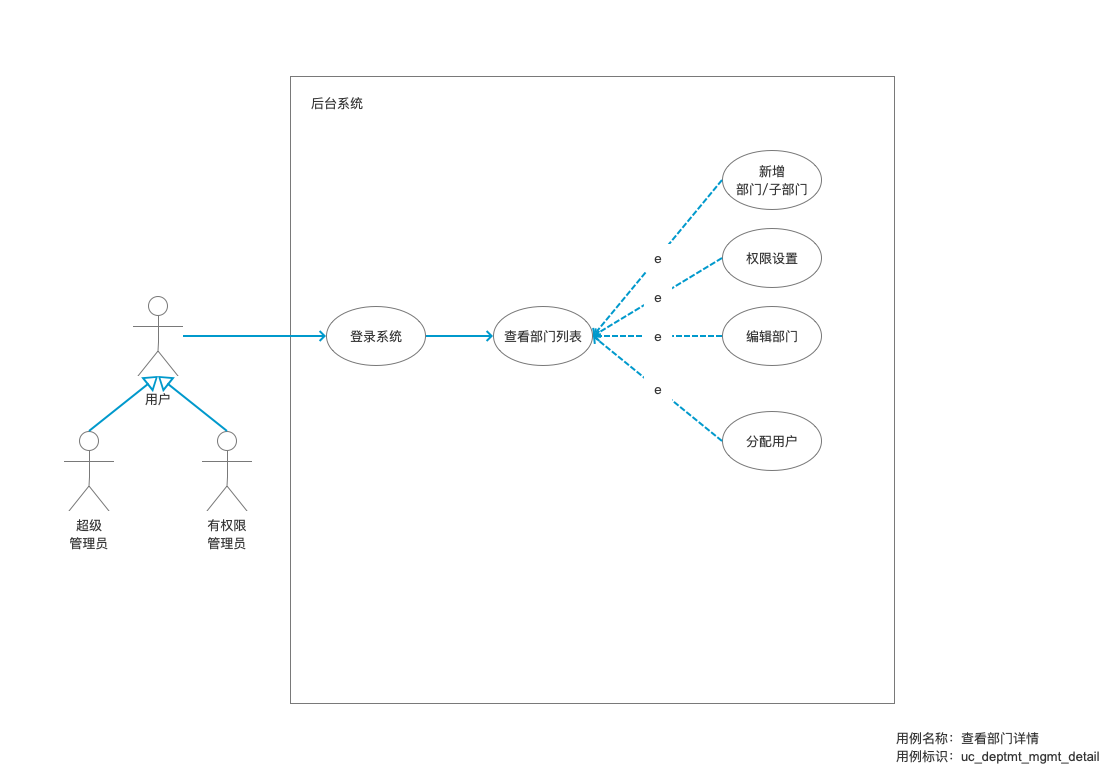 后台系统
新增
部门/子部门
e
权限设置
e
登录系统
查看部门列表
e
编辑部门
e
用户
分配用户
超级
管理员
有权限
管理员
用例名称：查看部门详情
用例标识：uc_deptmt_mgmt_detail